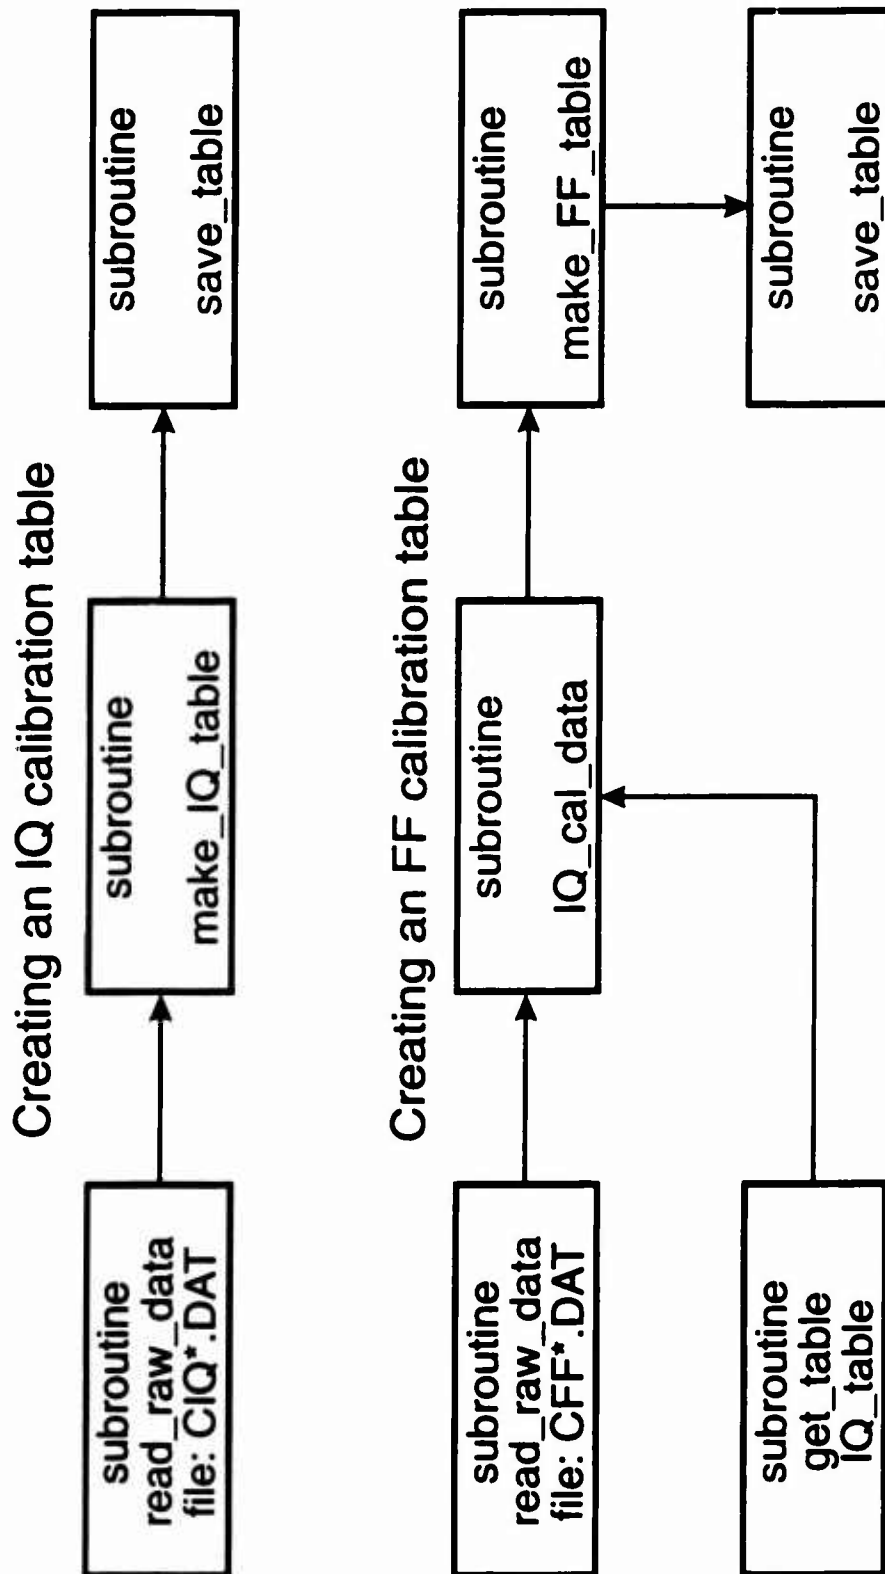 Creating an IQ calibration table
subroutine
read_raw_data
file: CIQ*.DAT
subroutine
make_IQ_table
subroutine
save_table
Creating an FF calibration table
subroutine
read_raw_data
file: CFF*.DAT
subroutine
IQ_cal_data
subroutine
make_FF_table
subroutine
get_table
IQ_table
subroutine
save_table